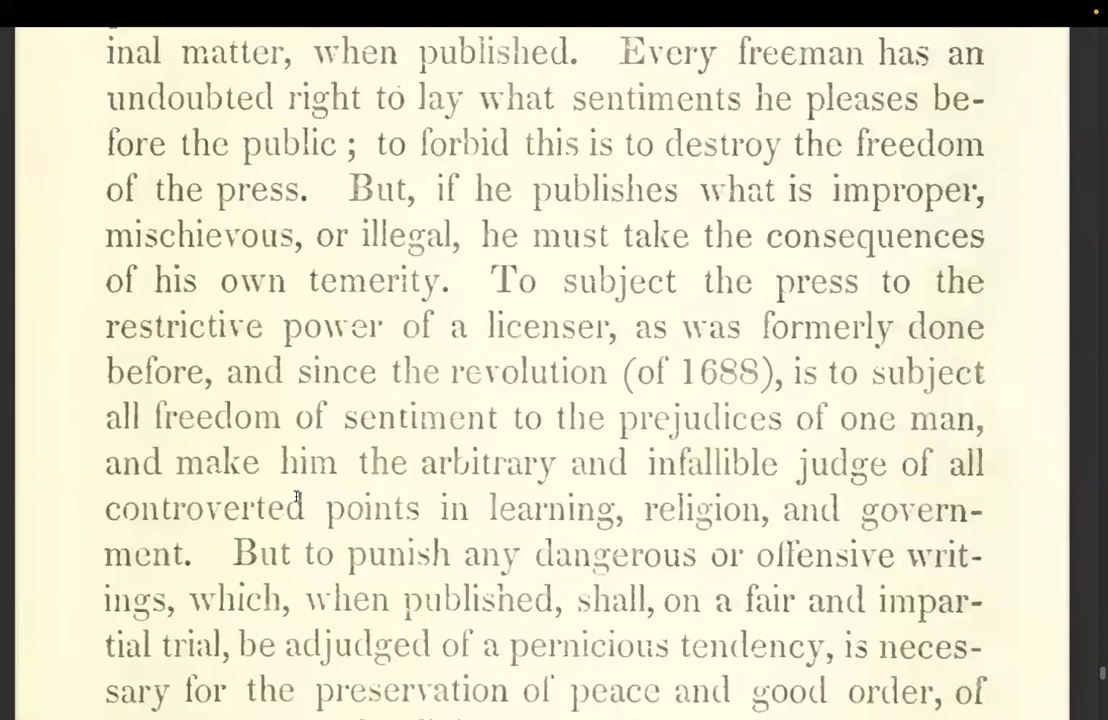 inal matter, when published. Every freeman has an
undoubted right to lay what sentiments he pleases be-
fore the public; to forbid this is to destroy the freedom
of the press. But, if he publishes what is improper,
mischievous, or illegal, he must take the consequences
of his own temerity. To subject the press to the
restrictive power of a licenser, as was formerly done
before, and since the revolution (of 1688), is to subject
all freedom of sentiment to the prejudices of one man,
and make him the arbitrary and infallible judge of all
controverted points in learning, religion, and govern-
ment. But to punish any dangerous or offensive writ-
ings, which, when published, shall, on a fair and impar-
tial trial, be adjudged of a pernicious tendency, is neces-
sary for the preservation of peace and good order, of